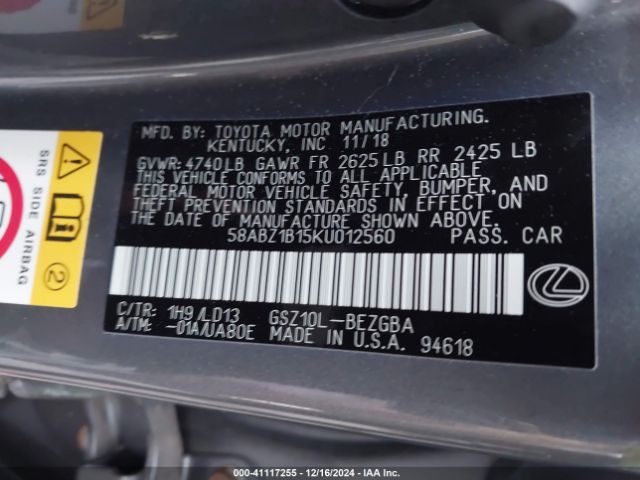 MFD. BY: TOYOTA MOTOR MANUFACTURING.
KENTUCKY, INC 11/18
GVWR: 4740LB GAWR FR 2625LB RR 2425 LB
THIS VEHICLE CONFORMS TO ALL APPLICABLE
FEDERAL MOTOR VEHICLE SAFETY, BUMPER, AND
THEFT PREVENTION STANDARDS IN EFFECT ON
THE DATE OF MANUFACTURE SHOWN ABOVE.
58ABZ1B15KU012560 PASS. CAR
C/TR: 1H9/LD13 GSZ10L-BEZGBA
A/TM: -01A/UA80E MADE IN U.S.A. 94618
SRS SIDE AIRBAG
2
000-41117255 | 12/16/2024 | IAA Inc.